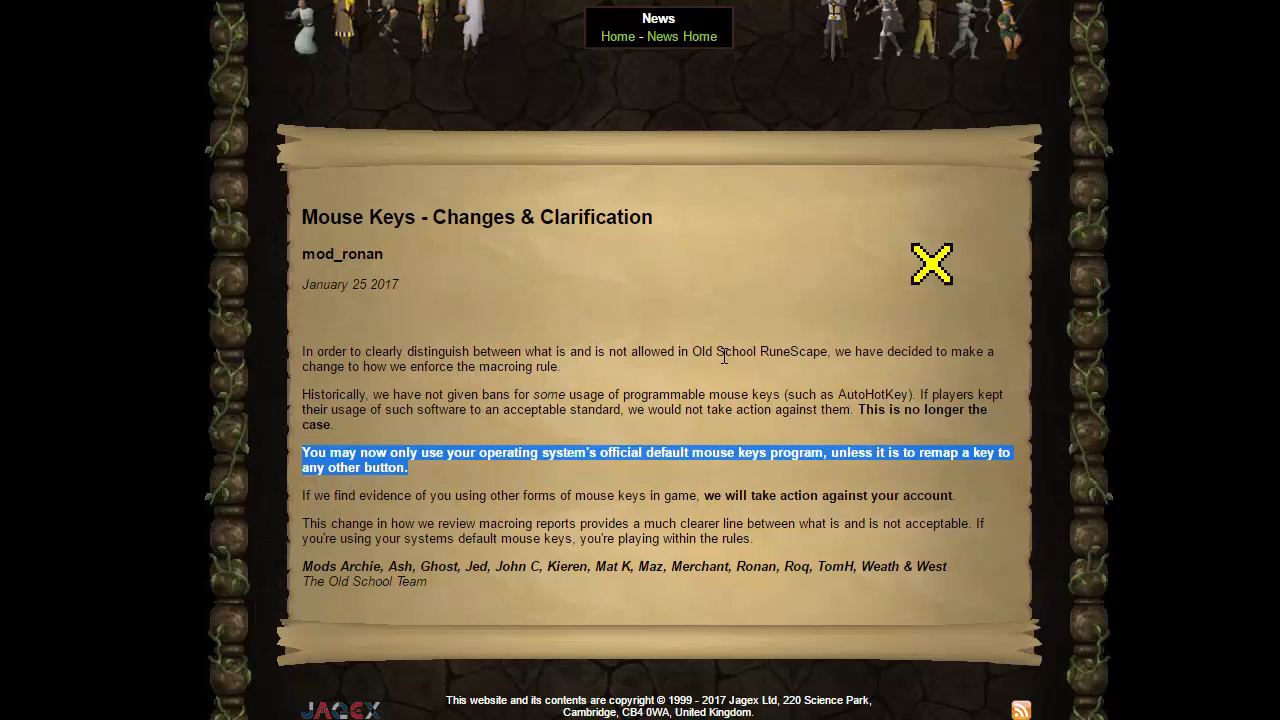 News
Home - News Home
Mouse Keys - Changes & Clarification
mod_ronan
January 25 2017
In order to clearly distinguish between what is and is not allowed in Old School RuneScape, we have decided to make a
change to how we enforce the macroing rule.
Historically, we have not given bans for some usage of programmable mouse keys (such as AutoHotKey). If players kept
their usage of such software to an acceptable standard, we would not take action against them. This is no longer the
case.
You may now only use your operating system's official default mouse keys program, unless it is to remap a key to
any other button.
If we find evidence of you using other forms of mouse keys in game, we will take action against your account.
This change in how we review macroing reports provides a much clearer line between what is and is not acceptable. If
you're using your systems default mouse keys, you're playing within the rules.
Mods Archie, Ash, Ghost, Jed, John C, Kieren, Mat K, Maz, Merchant, Ronan, Roq, TomH, Weath & West
The Old School Team
JAGEX
This website and its contents are copyright © 1999 - 2017 Jagex Ltd, 220 Science Park,
Cambridge, CB4 0WA, United Kingdom.